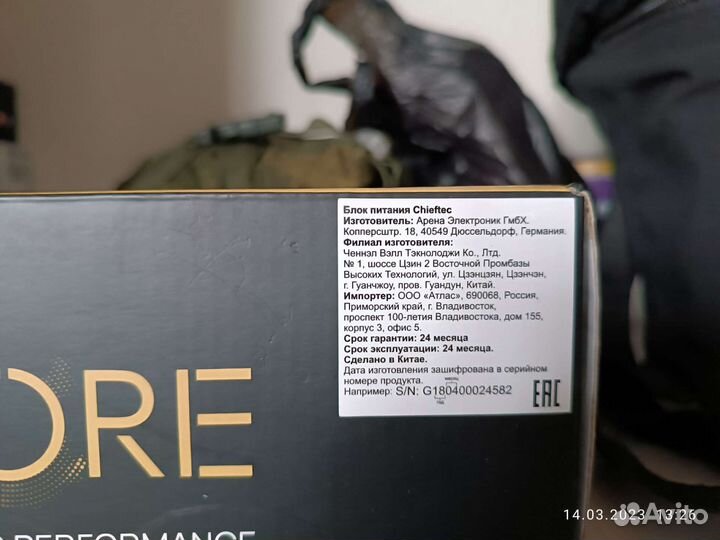 Блок питания Chieftec
Изготовитель: Арена Электроник ГмбХ.
Копперсштр. 18, 40549 Дюссельдорф, Германия.
Филиал изготовителя:
Ченнэл Вэлл Тэкнолоджи Ко., Лтд.
№ 1, шоссе Цзин 2 Восточной Промбазы
Высоких Технологий, ул. Цзэнцзян, Цзэнчэн,
г. Гуанчжоу, пров. Гуандун, Китай.
Импортер: ООО «Атлас», 690068, Россия,
Приморский край, г. Владивосток,
проспект 100-летия Владивостока, дом 155,
корпус 3, офис 5.
Срок гарантии: 24 месяца
Срок эксплуатации: 24 месяца.
Сделано в Китае.
Дата изготовления зашифрована в серийном
номере продукта.
месяц
Например: S/N: G180400024582
год
EAC
ORE
PERFORMANCE
14.03.2023 13:26
Avito